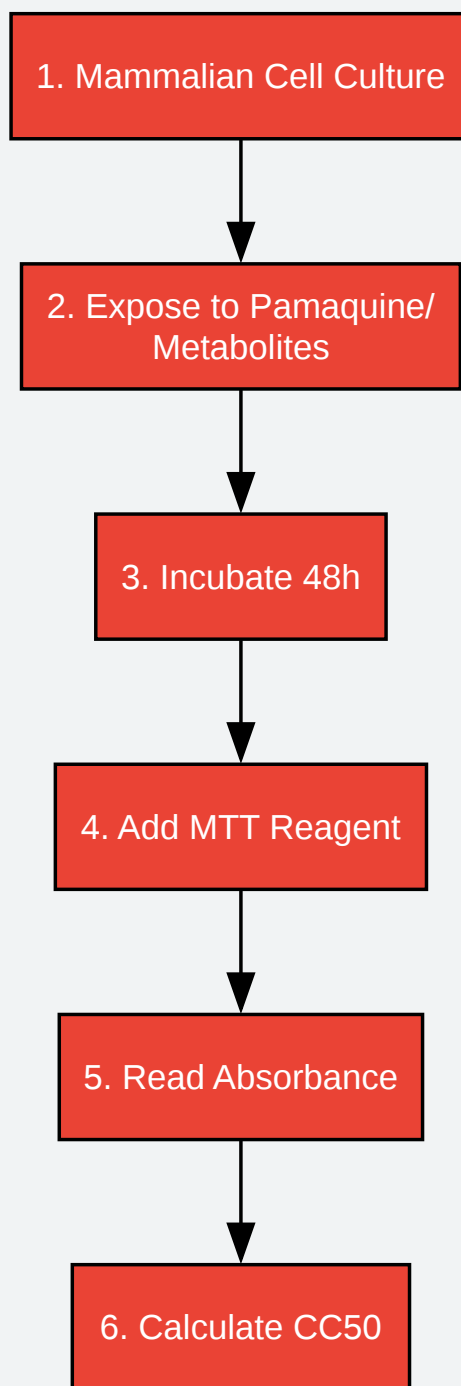 1. Mammalian Cell Culture
2. Expose to Pamaquine/
Metabolites
3. Incubate 48h
4. Add MTT Reagent
5. Read Absorbance
6. Calculate CC50